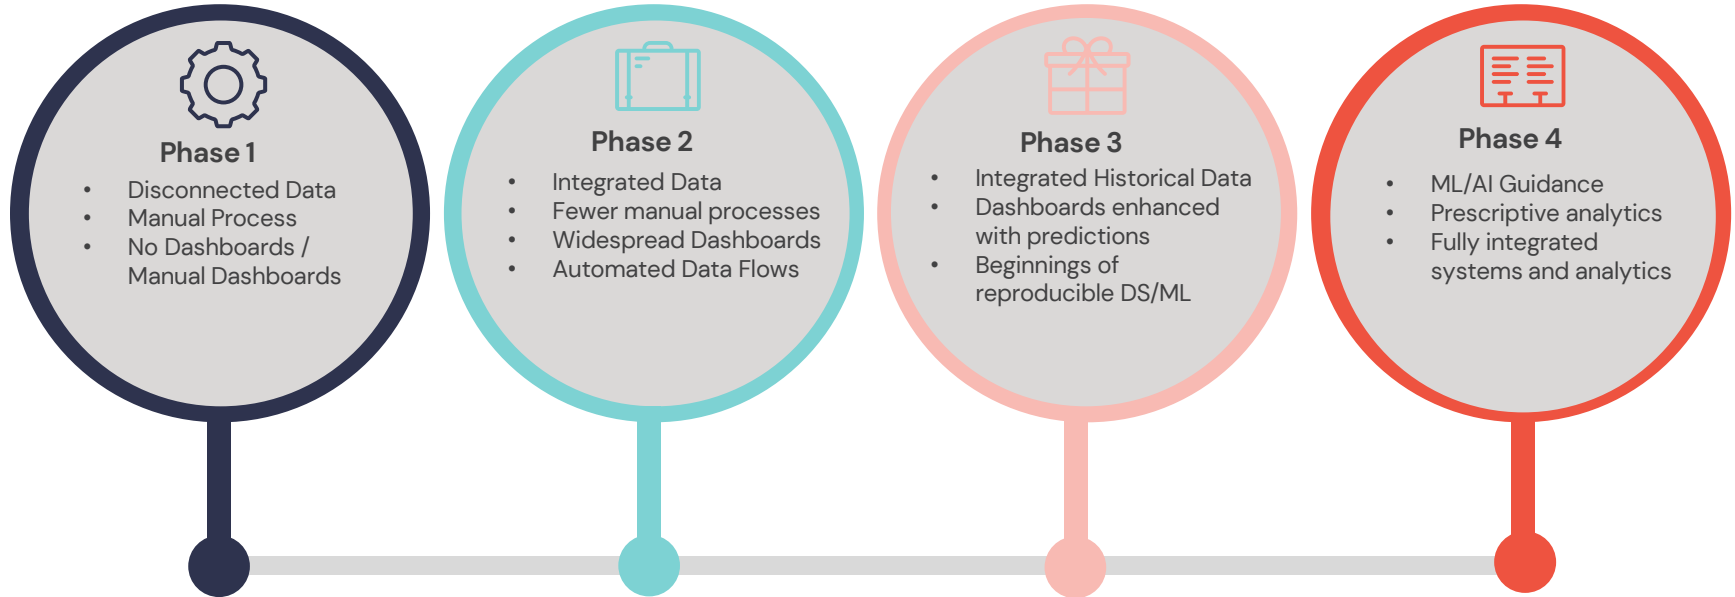 Phase 1
• Disconnected Data
• Manual Process
• No Dashboards /
Manual Dashboards
Phase 2
• Integrated Data
• Fewer manual processes
• Widespread Dashboards
• Automated Data Flows
Phase 3
• Integrated Historical Data
• Dashboards enhanced
with predictions
• Beginnings of
reproducible DS/ML
Phase 4
• ML/AI Guidance
• Prescriptive analytics
• Fully integrated
systems and analytics